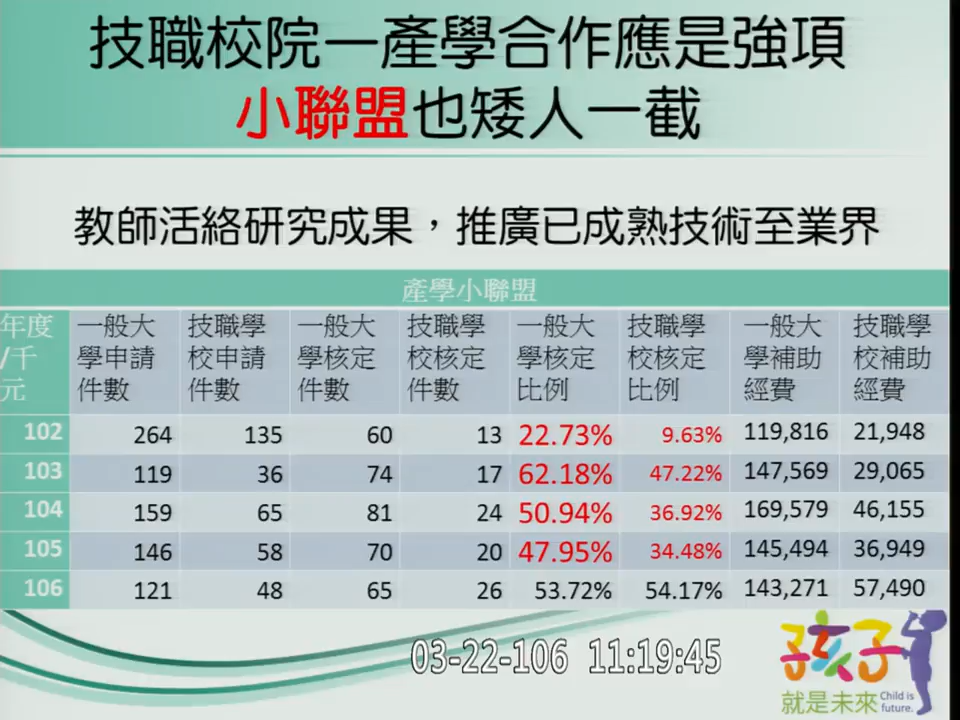 技職校院－產學合作應是強項
小聯盟也矮人一截
教師活絡研究成果，推廣已成熟技術至業界
產學小聯盟
年度/千元 一般大學申請件數 技職學校申請件數 一般大學核定件數 技職學校核定件數 一般大學核定比例 技職學校核定比例 一般大學補助經費 技職學校補助經費
102 264 135 60 13 22.73% 9.63% 119,816 21,948
103 119 36 74 17 62.18% 47.22% 147,569 29,065
104 159 65 81 24 50.94% 36.92% 169,579 46,155
105 146 58 70 20 47.95% 34.48% 145,494 36,949
106 121 48 65 26 53.72% 54.17% 143,271 57,490
03-22-106 11:19:45
孩子
就是未來 Child is future.